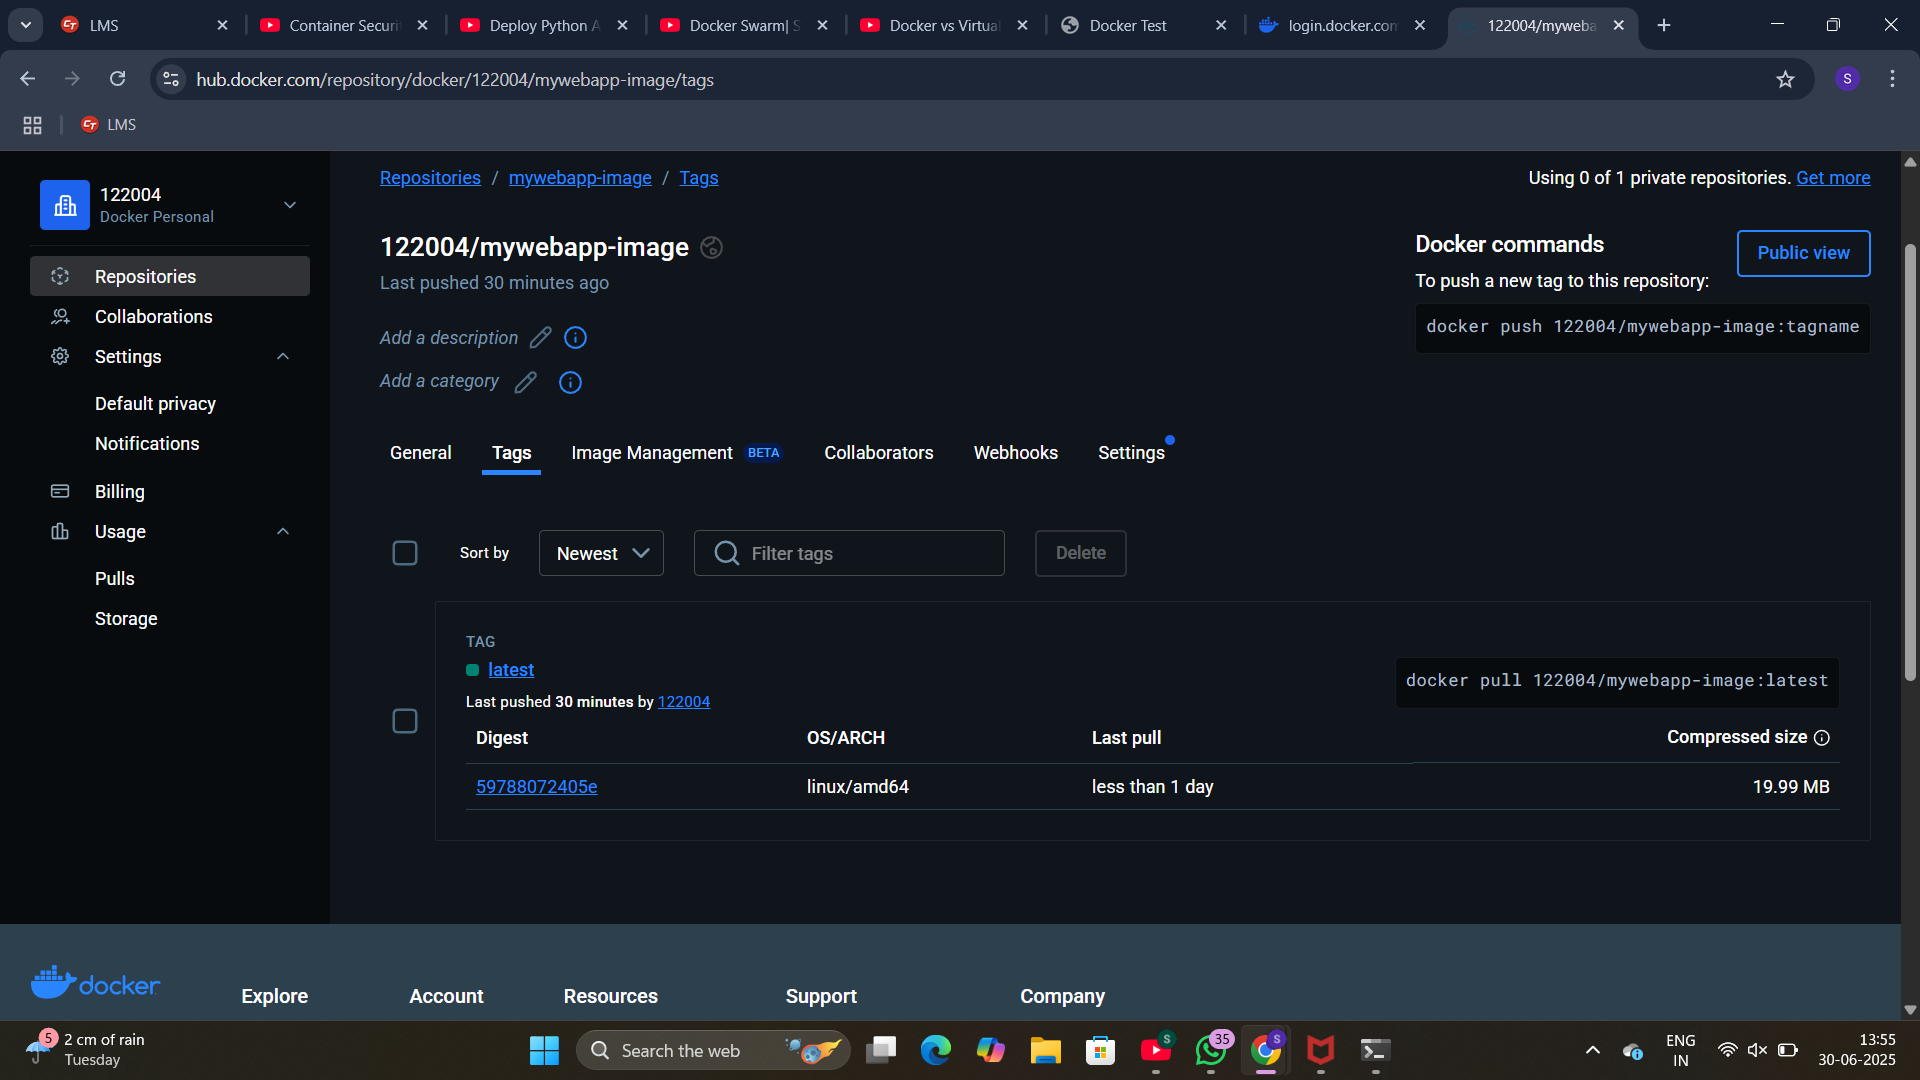 LMS
Container Securi
Deploy Python A
Docker Swarm| S
Docker vs Virtual
Docker Test
login.docker.con
122004/myweba
hub.docker.com/repository/docker/122004/mywebapp-image/tags
S
LMS
122004
Docker Personal
Repositories
Collaborations
Settings
Default privacy
Notifications
Billing
Usage
Pulls
Storage
Repositories / mywebapp-image / Tags
Using 0 of 1 private repositories. Get more
122004/mywebapp-image
Last pushed 30 minutes ago
Add a description
Add a category
Docker commands
Public view
To push a new tag to this repository:
docker push 122004/mywebapp-image:tagname
General Tags Image Management BETA Collaborators Webhooks Settings
Sort by Newest Filter tags Delete
TAG
latest
Last pushed 30 minutes by 122004
docker pull 122004/mywebapp-image:latest
Digest OS/ARCH Last pull Compressed size
59788072405e linux/amd64 less than 1 day 19.99 MB
docker
Explore Account Resources Support Company
5
2 cm of rain
Tuesday
Search the web
S
35
S
ENG
IN
13:55
30-06-2025